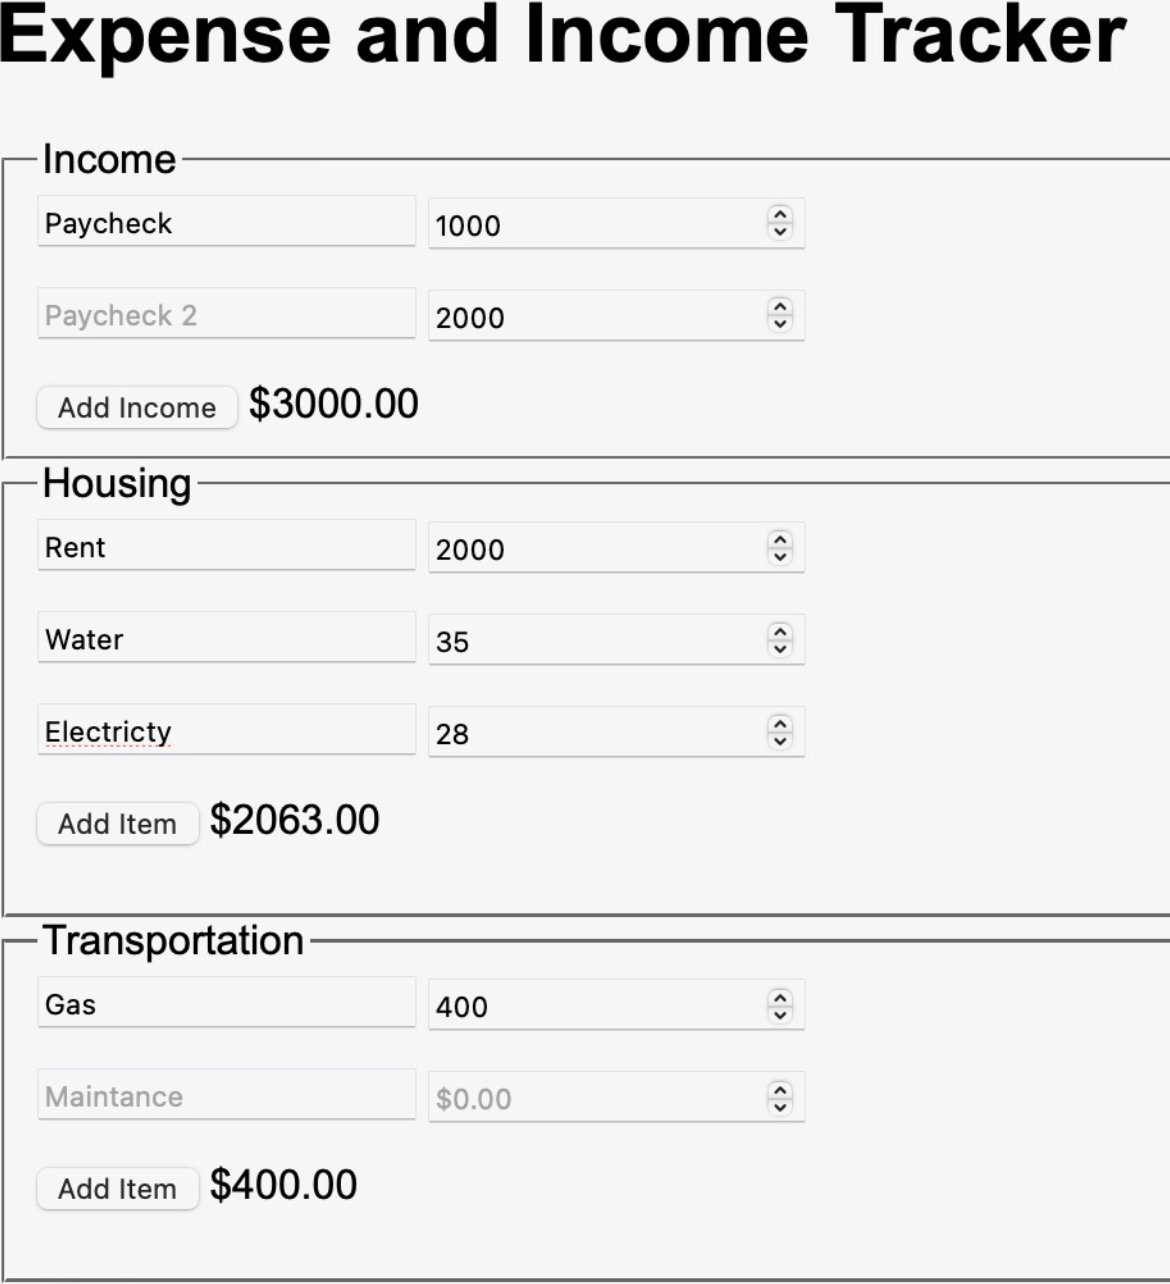 Expense and Income Tracker
Income
Paycheck 1000
Paycheck 2 2000
Add Income $3000.00
Housing
Rent 2000
Water 35
Electricty 28
Add Item $2063.00
Transportation
Gas 400
Maintance $0.00
Add Item $400.00